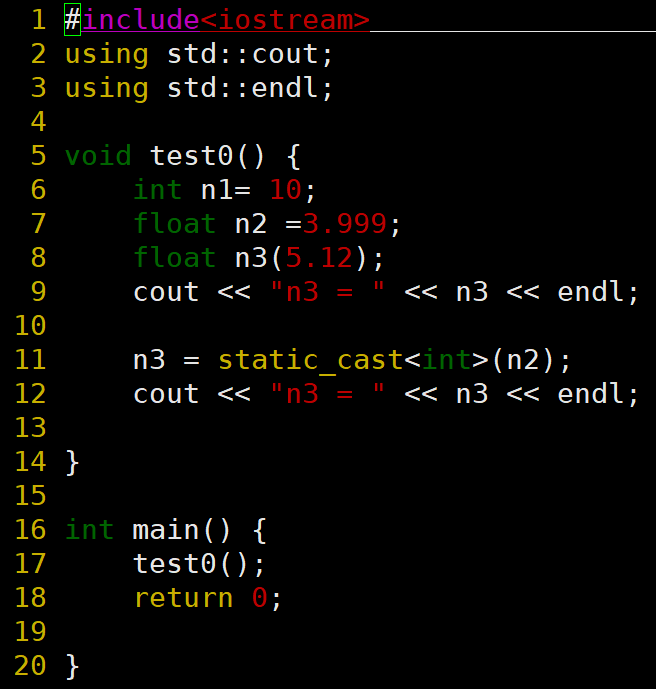 1 #include<iostream>
2 using std::cout;
3 using std::endl;
4
5 void test0() {
6     int n1= 10;
7     float n2 =3.999;
8     float n3(5.12);
9     cout << "n3 = " << n3 << endl;
10
11     n3 = static_cast<int>(n2);
12     cout << "n3 = " << n3 << endl;
13
14 }
15
16 int main() {
17     test0();
18     return 0;
19
20 }